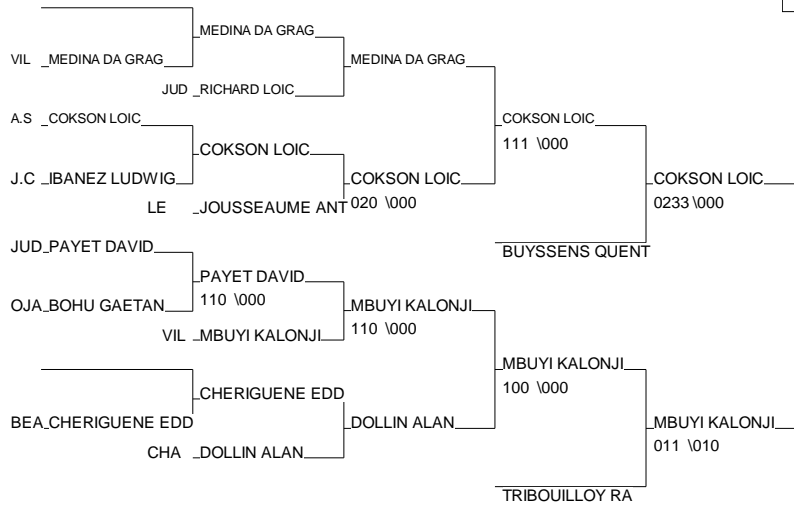 MEDINA DA GRAG
VIL MEDINA DA GRAG MEDINA DA GRAG
JUD RICHARD LOIC
A.S COKSON LOIC COKSON LOIC
111 \000
COKSON LOIC
J.C IBANEZ LUDWIG COKSON LOIC COKSON LOIC
LE JOUSSEAUME ANT 020 \000 0233 \000
JUD PAYET DAVID BUYSSENS QUENT
PAYET DAVID
OJA BOHU GAETAN 110 \000 MBUYI KALONJI
VIL MBUYI KALONJI 110 \000
MBUYI KALONJI
100 \000
CHERIGUENE EDD
BEA CHERIGUENE EDD DOLLIN ALAN MBUYI KALONJI
011 \010
CHA DOLLIN ALAN
TRIBOUILLOY RA